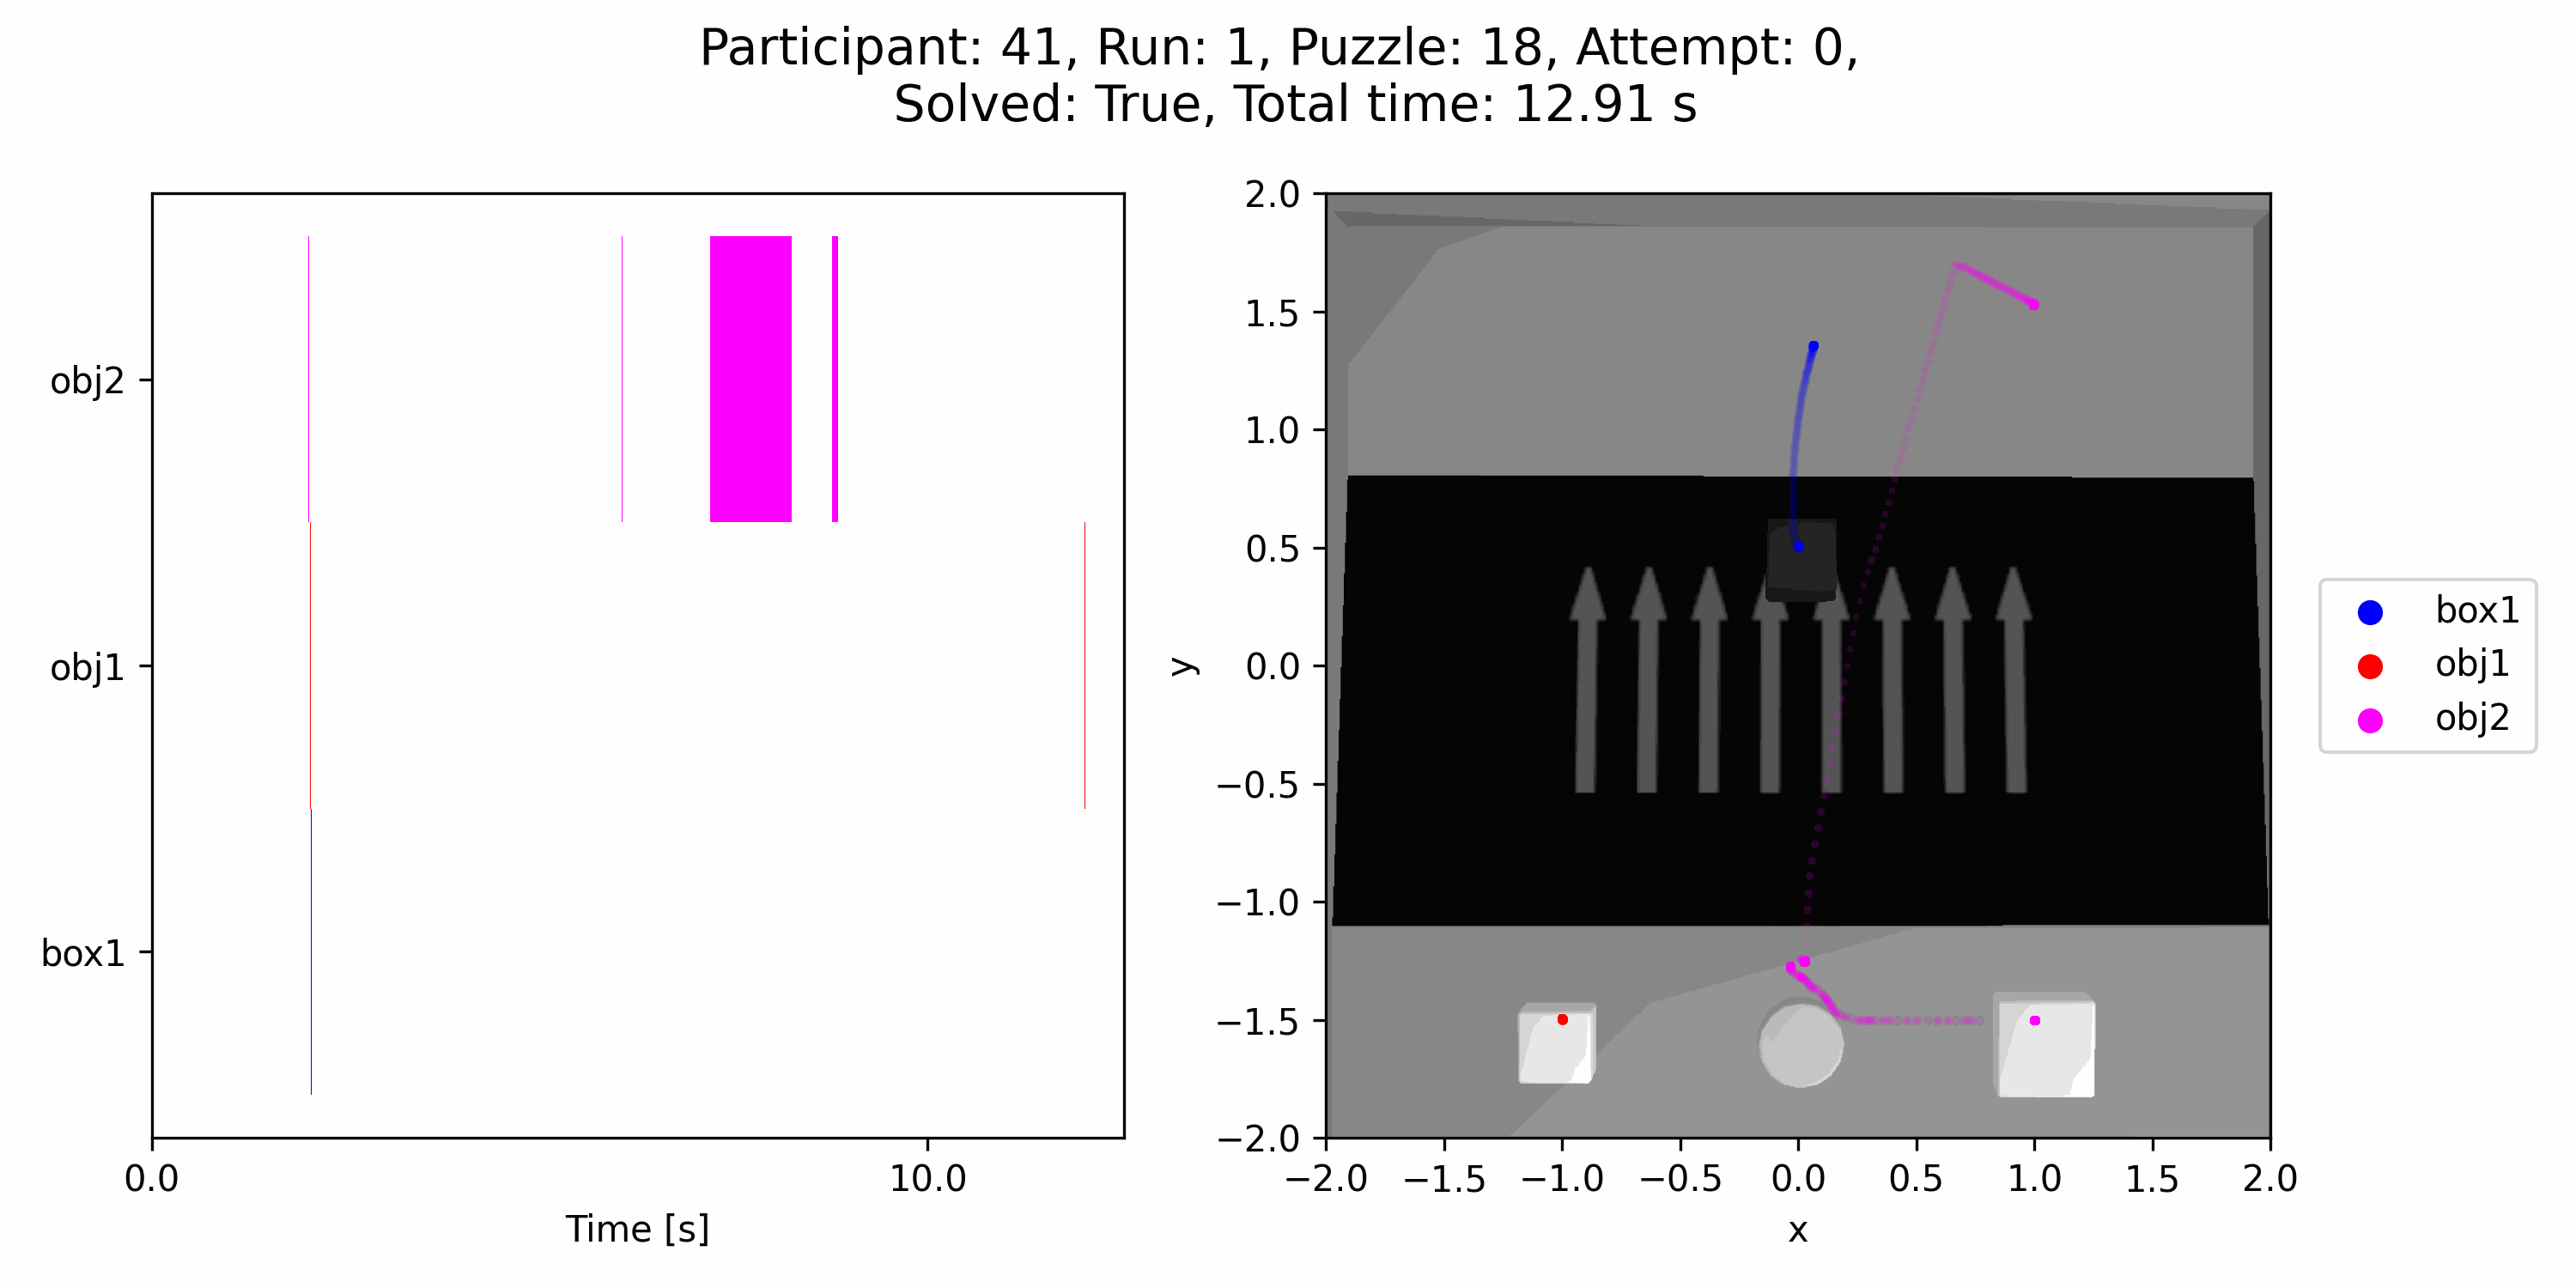 Participant: 41, Run: 1, Puzzle: 18, Attempt: 0,
Solved: True, Total time: 12.91 s
obj2
obj1
box1
0.0
10.0
Time [s]
2.0
1.5
1.0
0.5
0.0
−0.5
−1.0
−1.5
−2.0
y
−2.0 −1.5 −1.0 −0.5 0.0 0.5 1.0 1.5 2.0
x
box1
obj1
obj2